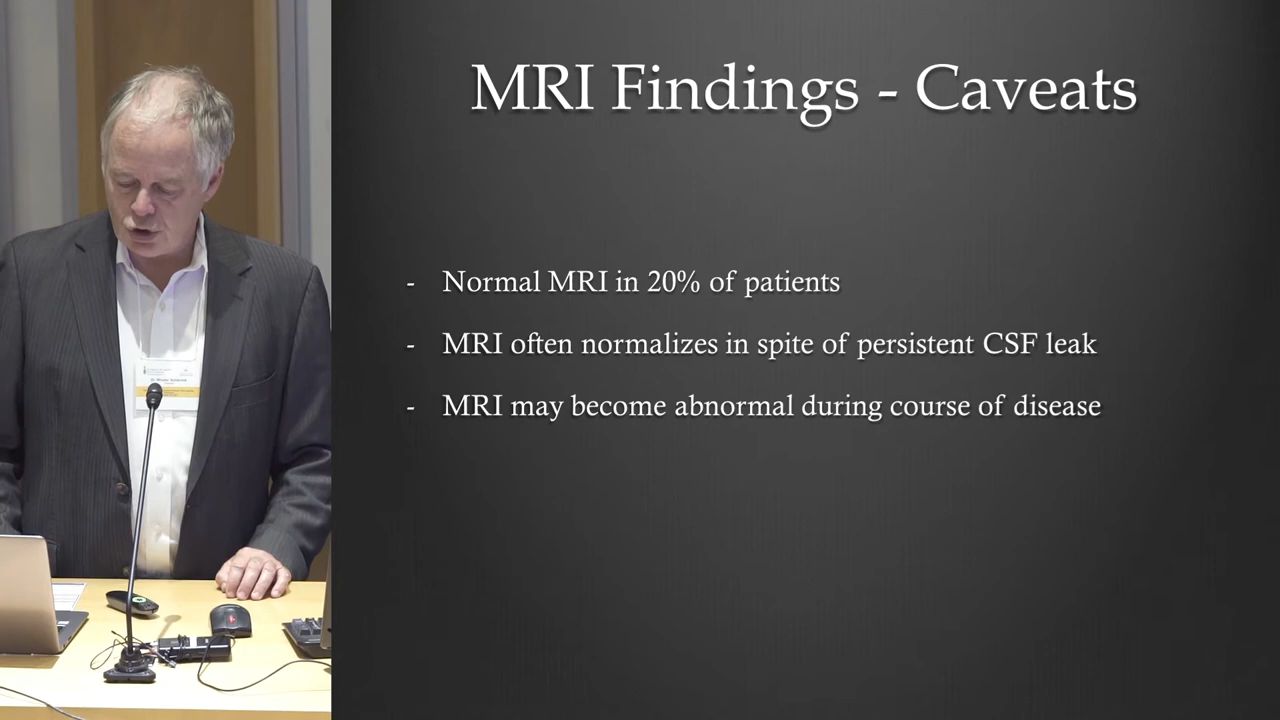 MRI Findings - Caveats
- Normal MRI in 20% of patients
- MRI often normalizes in spite of persistent CSF leak
- MRI may become abnormal during course of disease